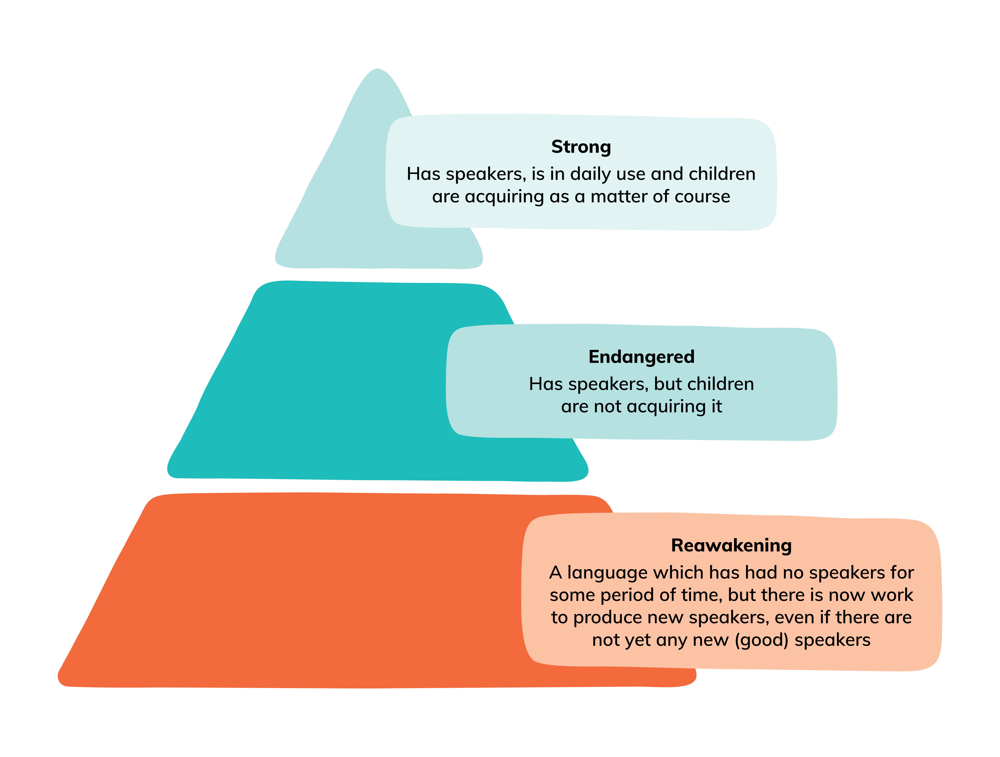 Strong
Has speakers, is in daily use and children
are acquiring as a matter of course
Endangered
Has speakers, but children
are not acquiring it
Reawakening
A language which has had no speakers for
some period of time, but there is now work
to produce new speakers, even if there are
not yet any new (good) speakers